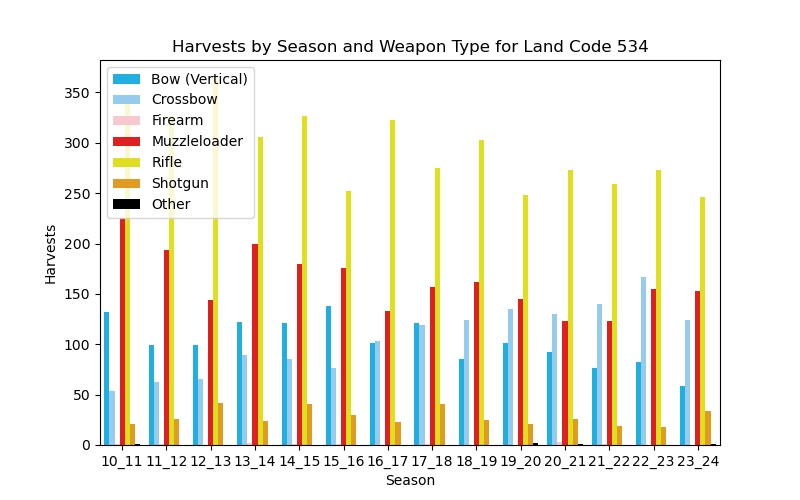 Harvests by Season and Weapon Type for Land Code 534
Bow (Vertical)
Crossbow
Firearm
Muzzleloader
Rifle
Shotgun
Other
350
300
250
200
150
100
50
0
Harvests
10_11 11_12 12_13 13_14 14_15 15_16 16_17 17_18 18_19 19_20 20_21 21_22 22_23 23_24
Season